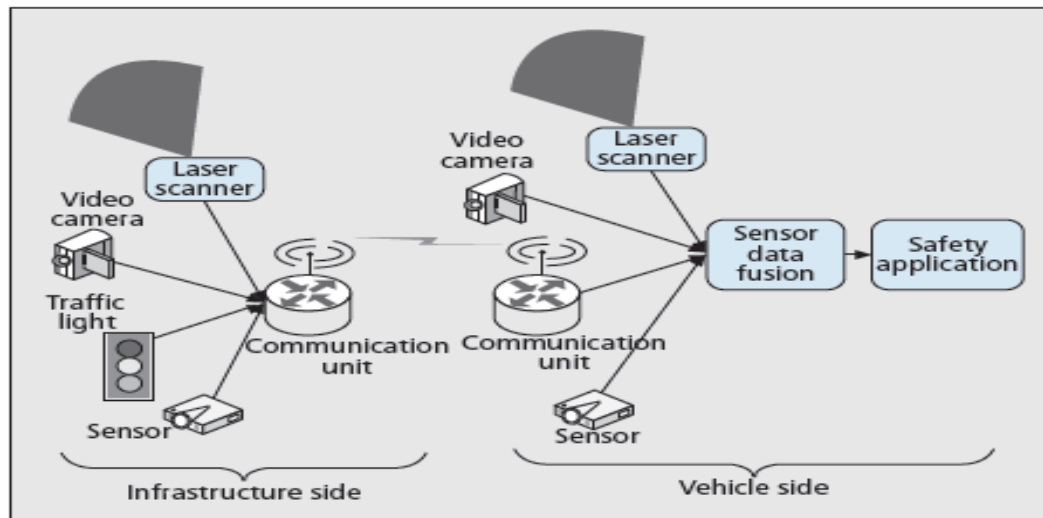 Laser
scanner
Video
camera
Traffic
light
Sensor
Communication
unit
Infrastructure side
Laser
scanner
Video
camera
Communication
unit
Sensor
Sensor
data
fusion
Safety
application
Vehicle side